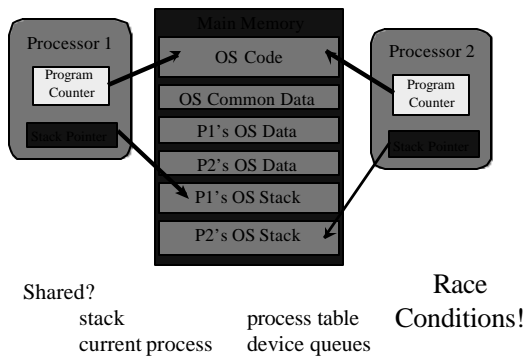 Main Memory
Processor 1
Program
Counter
Stack Pointer
OS Code
OS Common Data
P1's OS Data
P2's OS Data
P1's OS Stack
P2's OS Stack
Processor 2
Program
Counter
Stack Pointer
Shared?
stack
current process
process table
device queues
Race
Conditions!